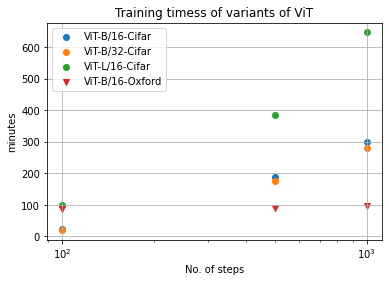 Training timess of variants of ViT
ViT-B/16-Cifar
ViT-B/32-Cifar
ViT-L/16-Cifar
ViT-B/16-Oxford
minutes
600
500
400
300
200
100
0
10²
10³
No. of steps